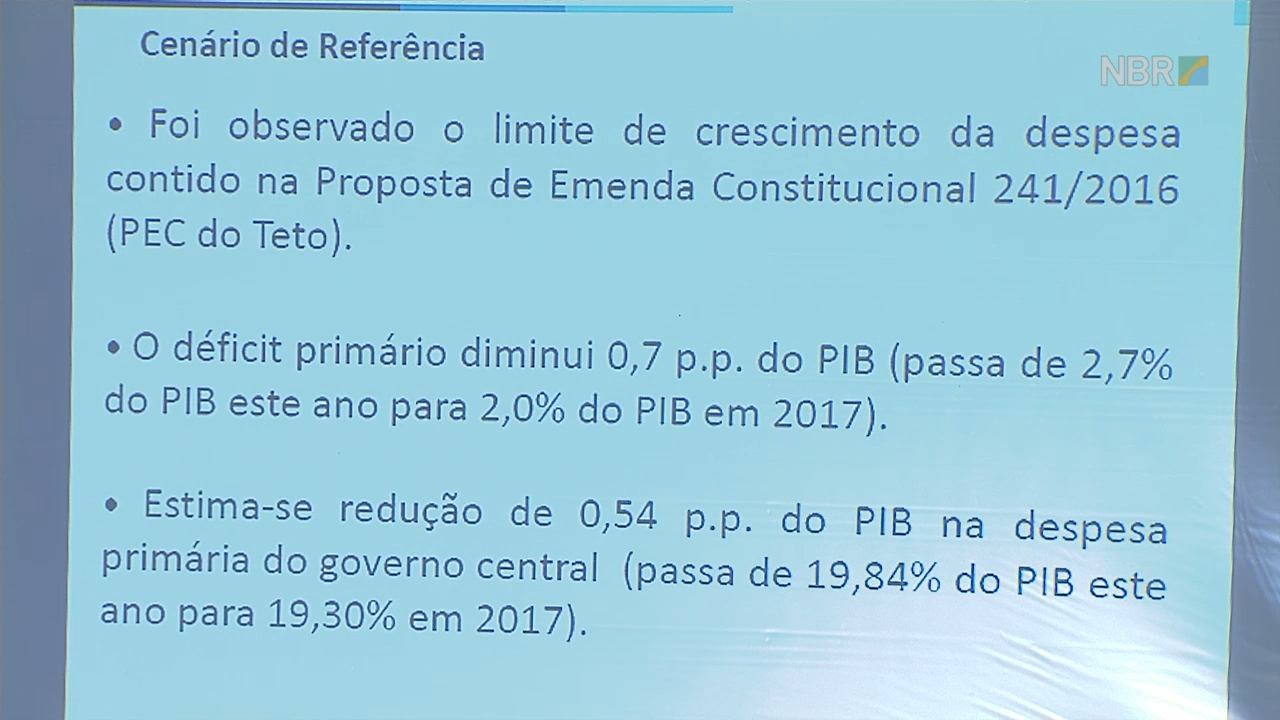 Cenário de Referência
NBR
• Foi observado o limite de crescimento da despesa
contido na Proposta de Emenda Constitucional 241/2016
(PEC do Teto).
• O déficit primário diminui 0,7 p.p. do PIB (passa de 2,7%
do PIB este ano para 2,0% do PIB em 2017).
• Estima-se redução de 0,54 p.p. do PIB na despesa
primária do governo central (passa de 19,84% do PIB este
ano para 19,30% em 2017).